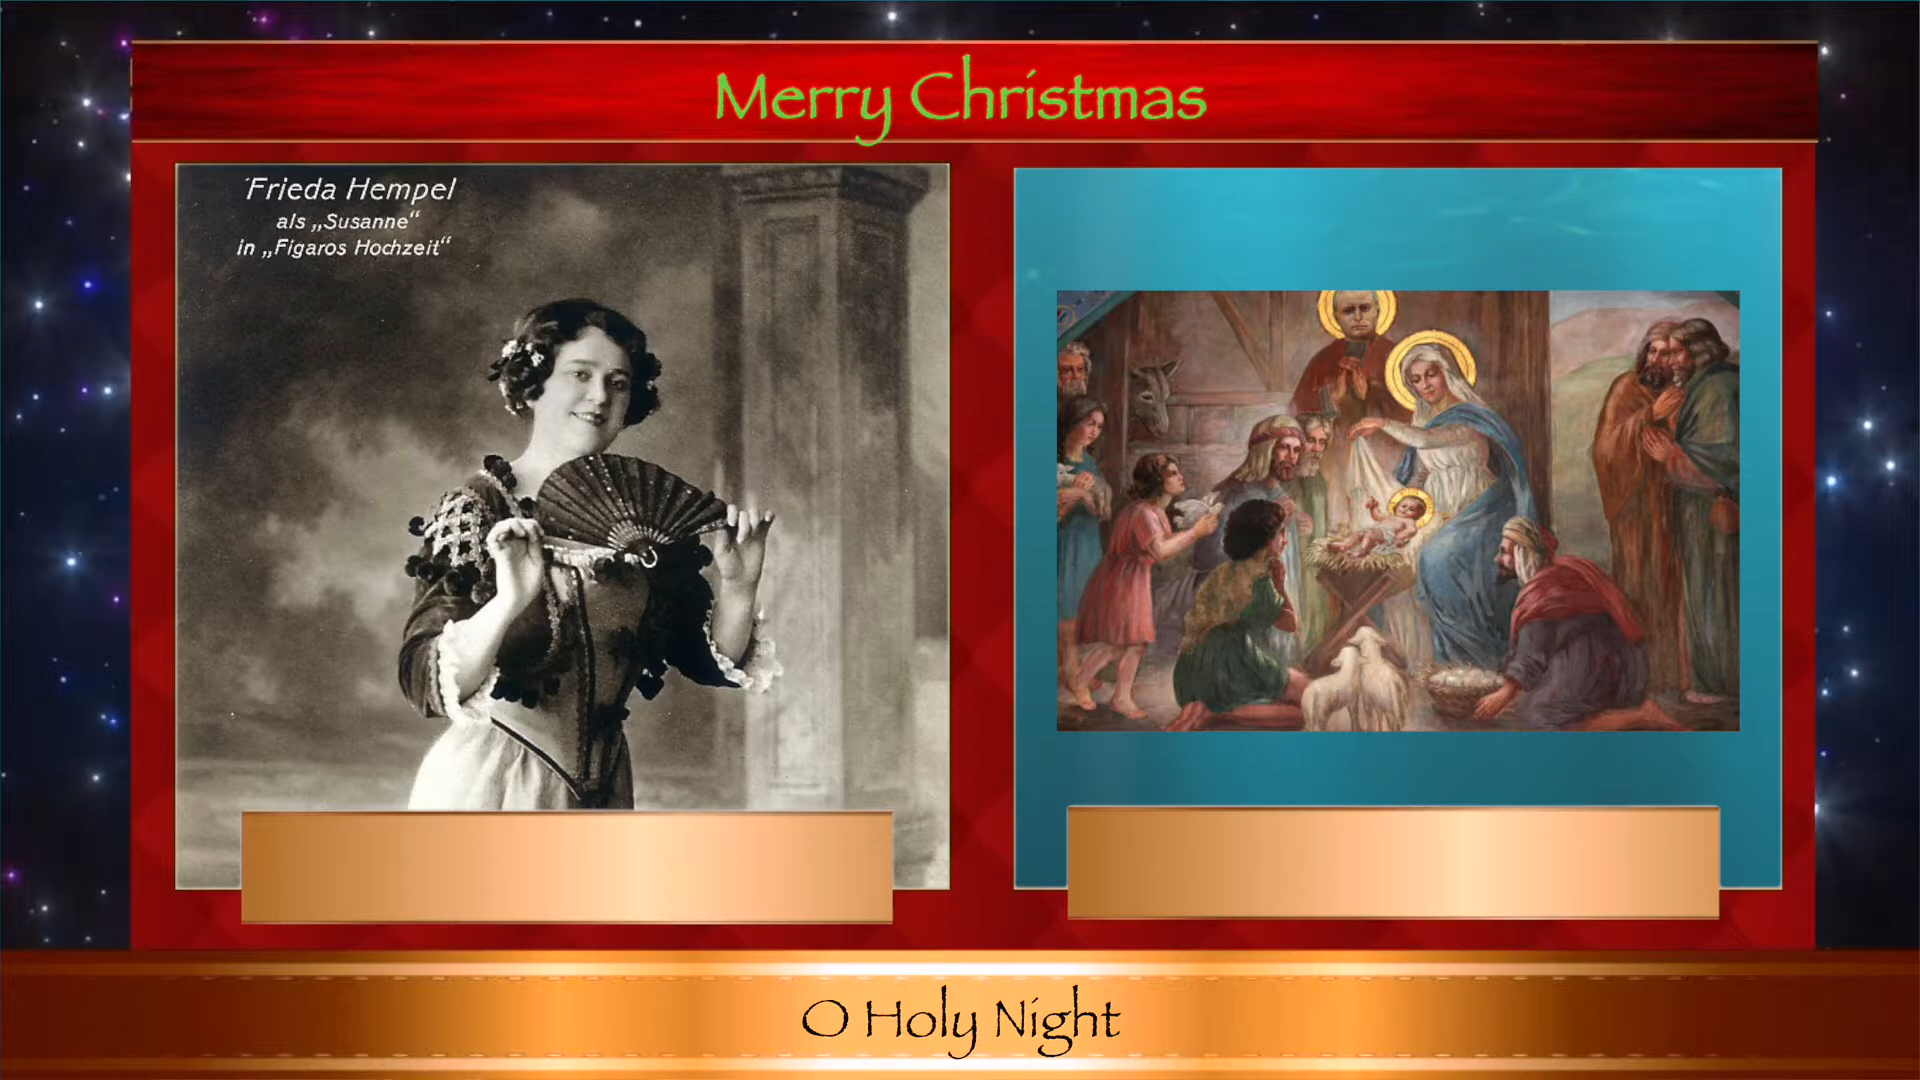 Merry Christmas
Frieda Hempel
als „Susanne“
in „Figaros Hochzeit“
O Holy Night